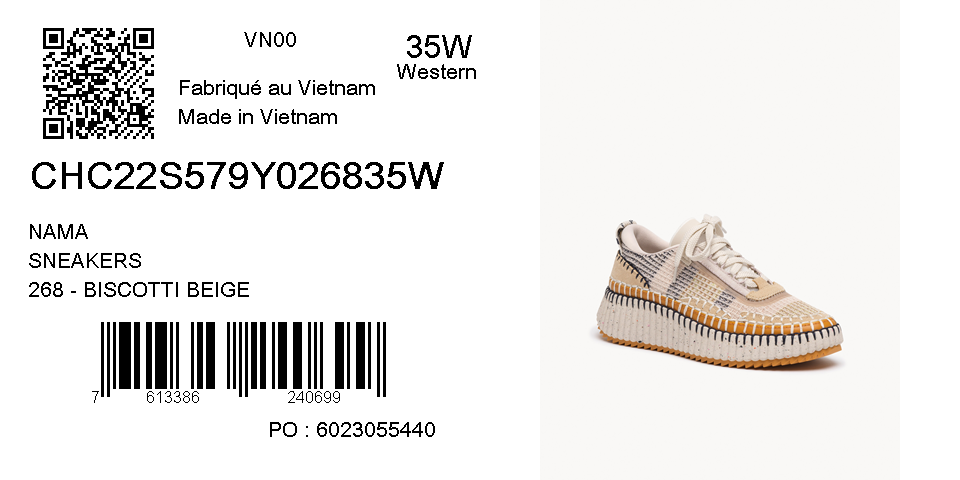 VN00
35W
Western
Fabriqué au Vietnam
Made in Vietnam
CHC22S579Y026835W
NAMA
SNEAKERS
268 - BISCOTTI BEIGE
7 613386 240699
PO : 6023055440